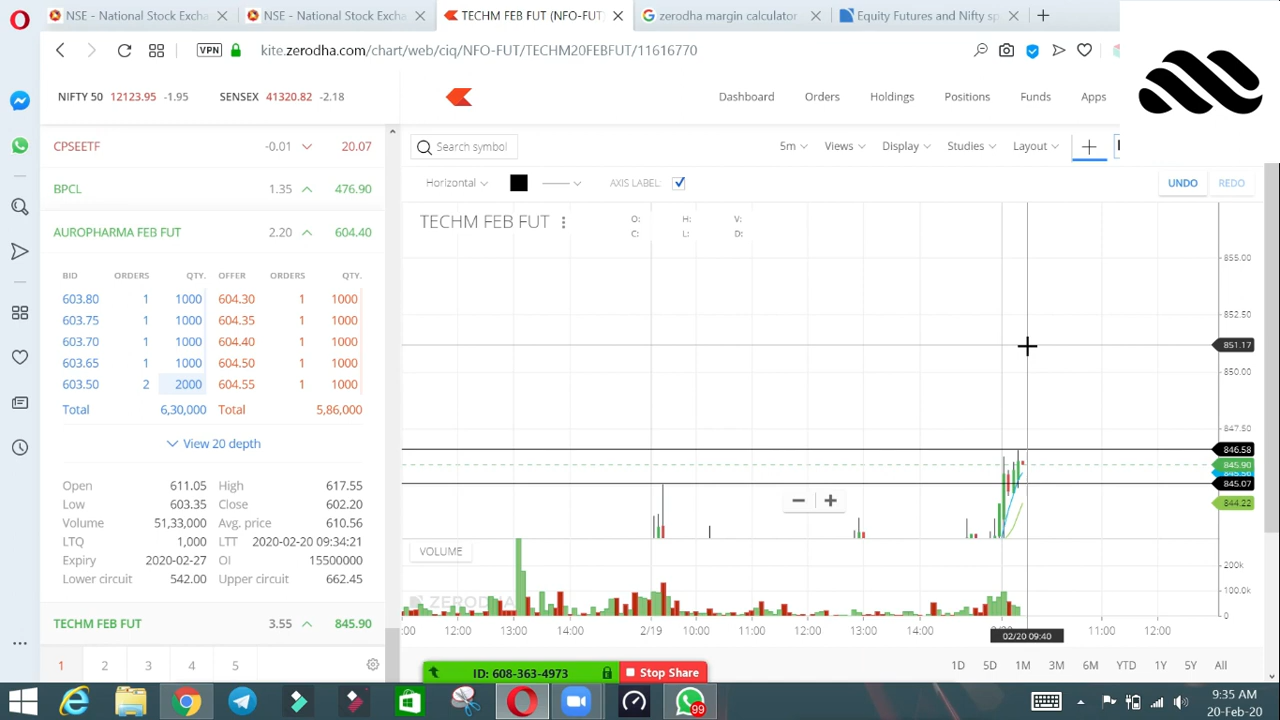 NSE - National Stock Excha
NSE - National Stock Exchan
TECHM FEB FUT (NFO-FUT)
zerodha margin calculator
Equity Futures and Nifty sp
VPN
kite.zerodha.com/chart/web/ciq/NFO-FUT/TECHM20FEBFUT/11616770
NIFTY 50 12123.95 -1.95 SENSEX 41320.82 -2.18
Dashboard Orders Holdings Positions Funds Apps
CPSEETF -0.01 20.07
Search symbol
5m Views Display Studies Layout
BPCL 1.35 476.90
Horizontal AXIS LABEL: UNDO REDO
AUROPHARMA FEB FUT 2.20 604.40
TECHM FEB FUT
O: H: V:
C: L: D:
BID ORDERS QTY. OFFER ORDERS QTY.
603.80 1 1000 604.30 1 1000
603.75 1 1000 604.35 1 1000
603.70 1 1000 604.40 1 1000
603.65 1 1000 604.50 1 1000
603.50 2 2000 604.55 1 1000
Total 6,30,000 Total 5,86,000
View 20 depth
Open 611.05 High 617.55
Low 603.35 Close 602.20
Volume 51,33,000 Avg. price 610.56
LTQ 1,000 LTT 2020-02-20 09:34:21
Expiry 2020-02-27 OI 15500000
Lower circuit 542.00 Upper circuit 662.45
TECHM FEB FUT 3.55 845.90
1 2 3 4 5
855.00
852.50
851.17
850.00
847.50
846.58
845.90
845.07
844.22
VOLUME
200k
100.0k
0
ZERODHA
:00 12:00 13:00 14:00 2/19 10:00 11:00 12:00 13:00 14:00 11:00 12:00
02/20 09:40
1D 5D 1M 3M 6M YTD 1Y 5Y All
ID: 608-363-4973 Stop Share
99
9:35 AM
20-Feb-20